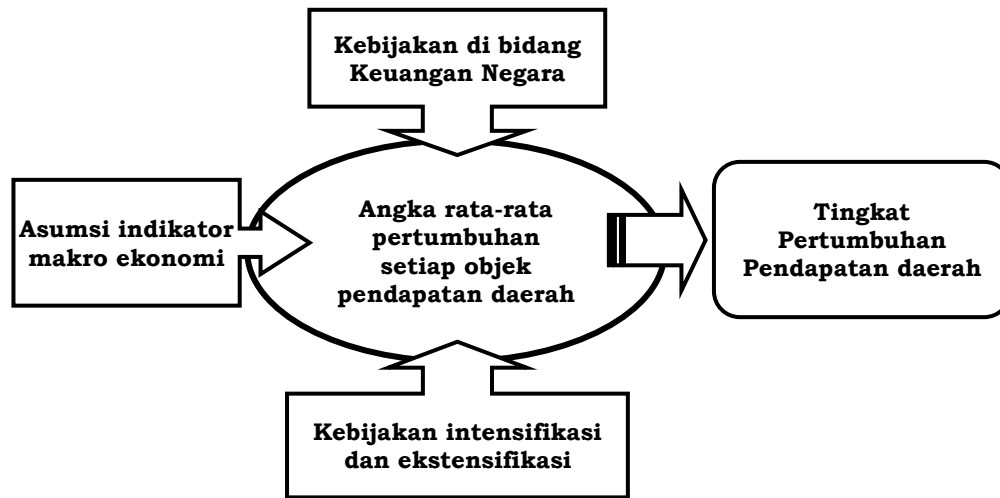 Kebijakan di bidang
Keuangan Negara
Asumsi indikator
makro ekonomi
Angka rata-rata
pertumbuhan
setiap objek
pendapatan daerah
Tingkat
Pertumbuhan
Pendapatan daerah
Kebijakan intensifikasi
dan ekstensifikasi